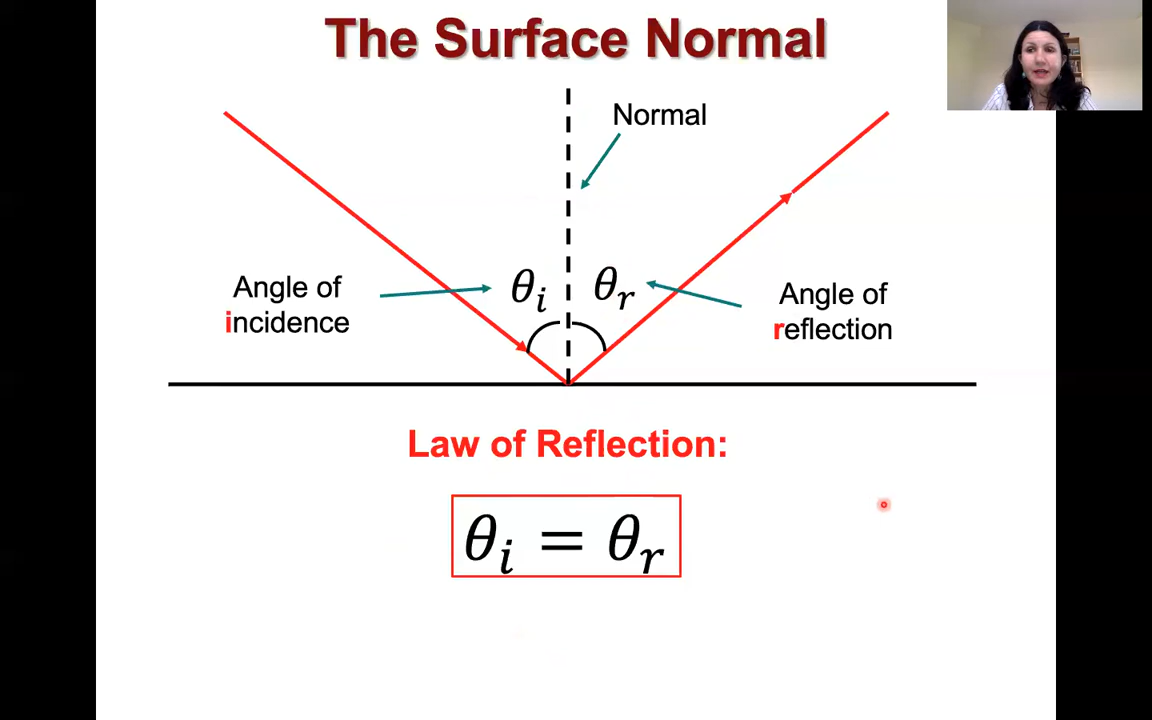 The Surface Normal
Normal
θᵢ
θᵣ
Angle of
incidence
Angle of
reflection
Law of Reflection:
θᵢ = θᵣ